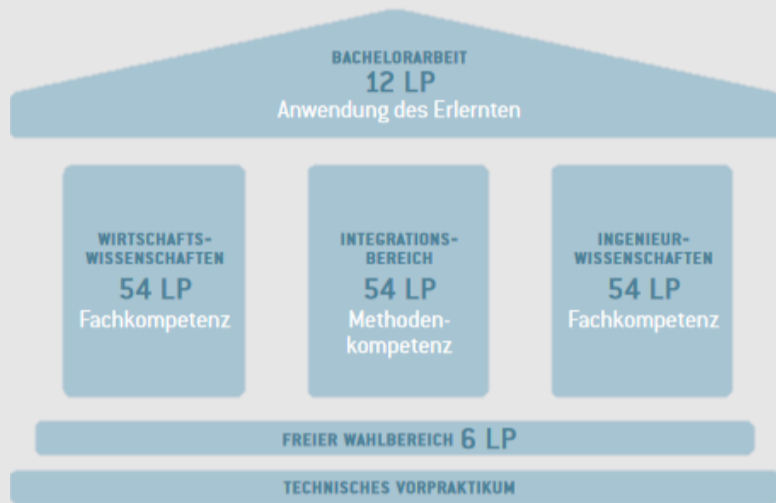 BACHELORARBEIT
12 LP
Anwendung des Erlernten
WIRTSCHAFTS-
WISSENSCHAFTEN
54 LP
Fachkompetenz
INTEGRATIONS-
BEREICH
54 LP
Methoden-
kompetenz
INGENIEUR-
WISSENSCHAFTEN
54 LP
Fachkompetenz
FREIER WAHLBEREICH 6 LP
TECHNISCHES VORPRAKTIKUM